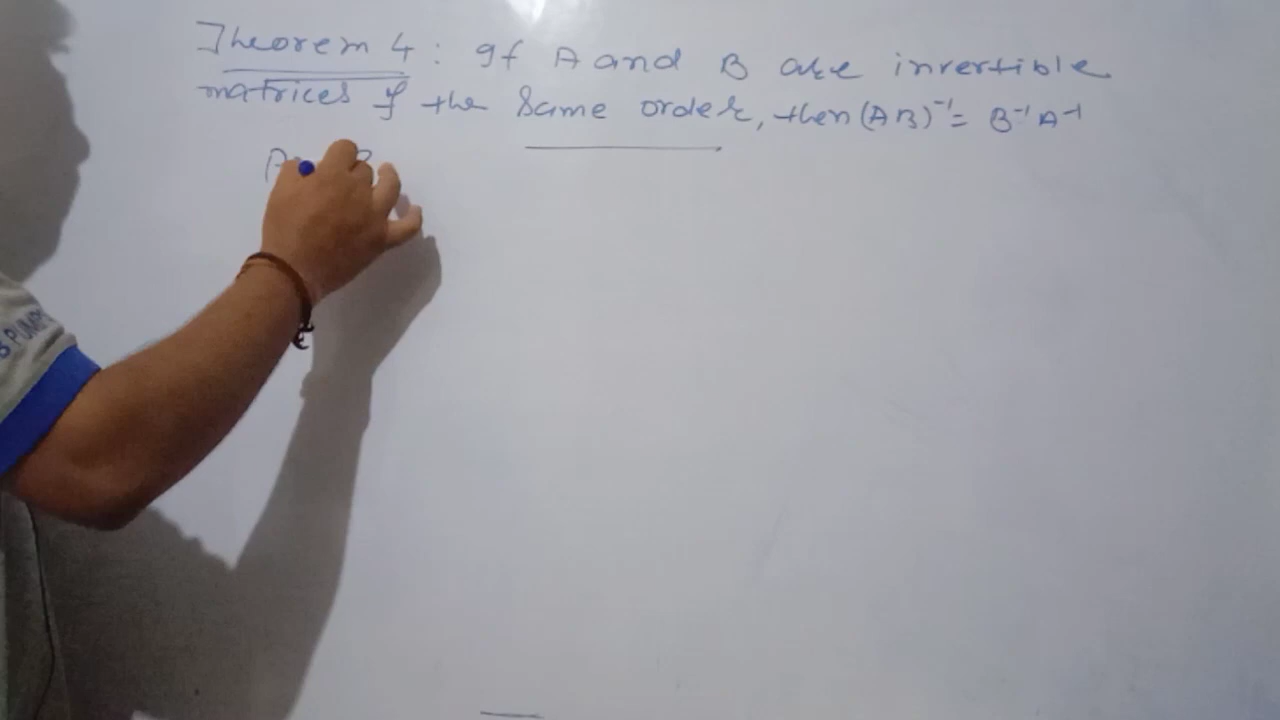 Theorem 4: If A and B are invertible
matrices of the same order, then (AB)⁻¹ = B⁻¹A⁻¹